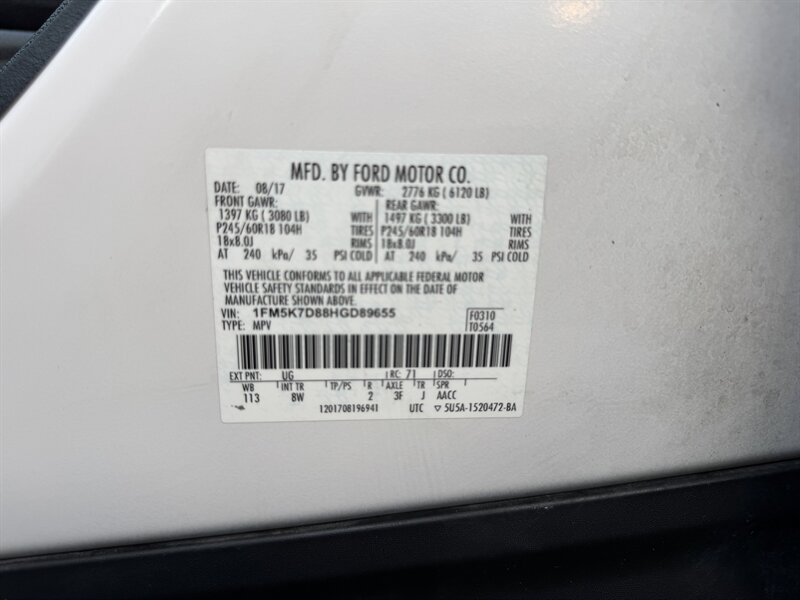 MFD. BY FORD MOTOR CO.
DATE: 08/17 GVWR: 2776 KG ( 6120 LB)
FRONT GAWR: REAR GAWR:
1397 KG ( 3080 LB) WITH 1497 KG ( 3300 LB) WITH
P245/60R18 104H TIRES P245/60R18 104H TIRES
18x8.0J RIMS 18x8.0J RIMS
AT 240 kPa/ 35 PSI COLD AT 240 kPa/ 35 PSI COLD
THIS VEHICLE CONFORMS TO ALL APPLICABLE FEDERAL MOTOR
VEHICLE SAFETY STANDARDS IN EFFECT ON THE DATE OF
MANUFACTURE SHOWN ABOVE.
VIN: 1FM5K7D88HGD89655 F0310
TYPE: MPV T0564
EXT PNT: UG RC: 71 DSO:
WB INT TR TP/PS R AXLE TR SPR
113 8W 2 3F J AACC
1201708196941 UTC ▽ 5U5A-1520472-BA